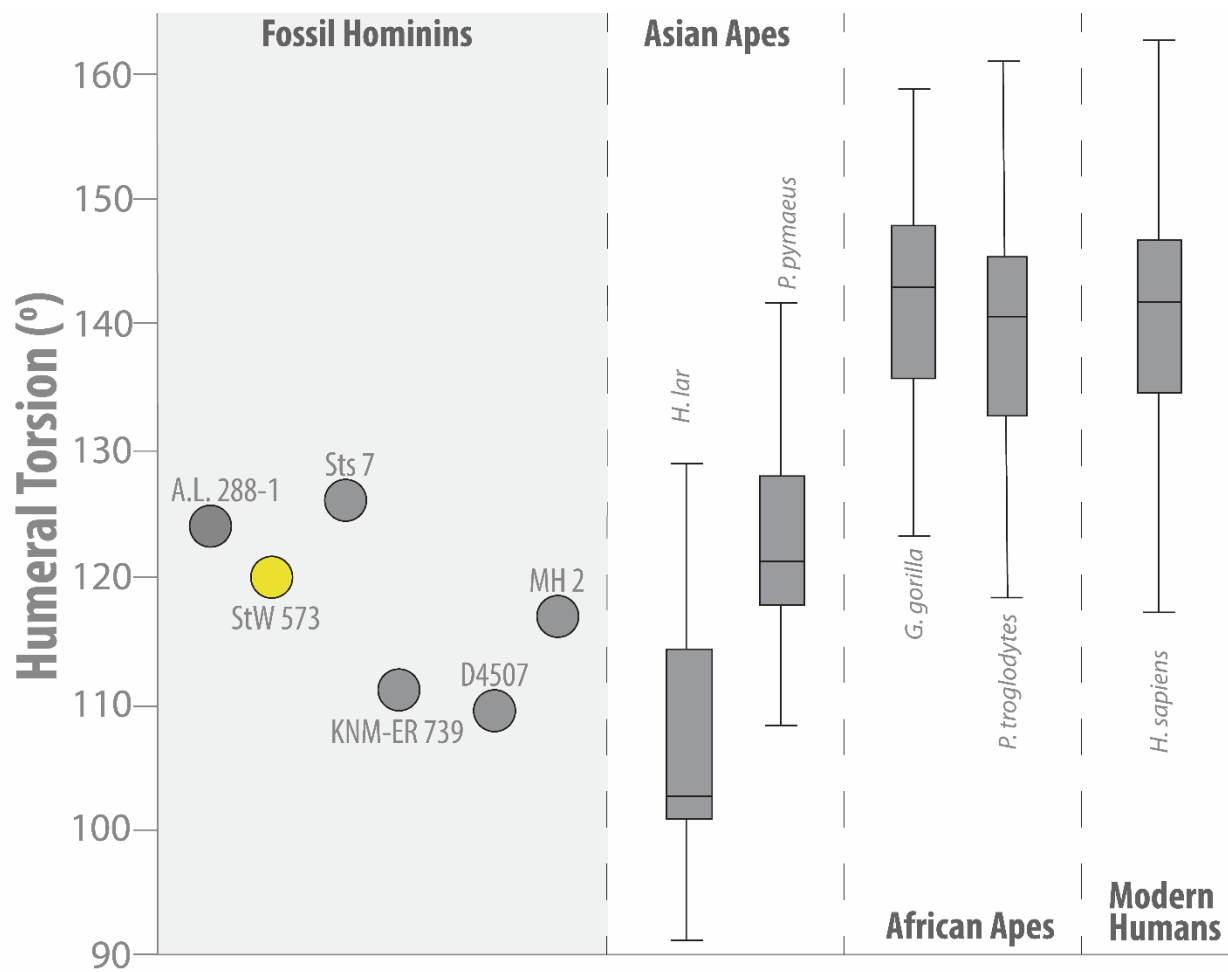 Fossil Hominins
Asian Apes
160
150
140
130
120
110
100
90
Humeral Torsion (º)
A.L. 288-1
StW 573
Sts 7
KNM-ER 739
D4507
MH 2
H. lar
P. pymaeus
G. gorilla
P. troglodytes
H. sapiens
African Apes
Modern
Humans